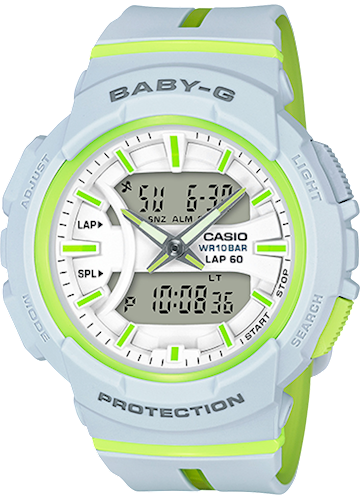 BABY-G
ADJUST
LIGHT
SU 6-30
SNZ ALM
LAP
CASIO
WR10BAR
LAP 60
SPL
LT
10:08 36
START
STOP
MODE
SEARCH
PROTECTION